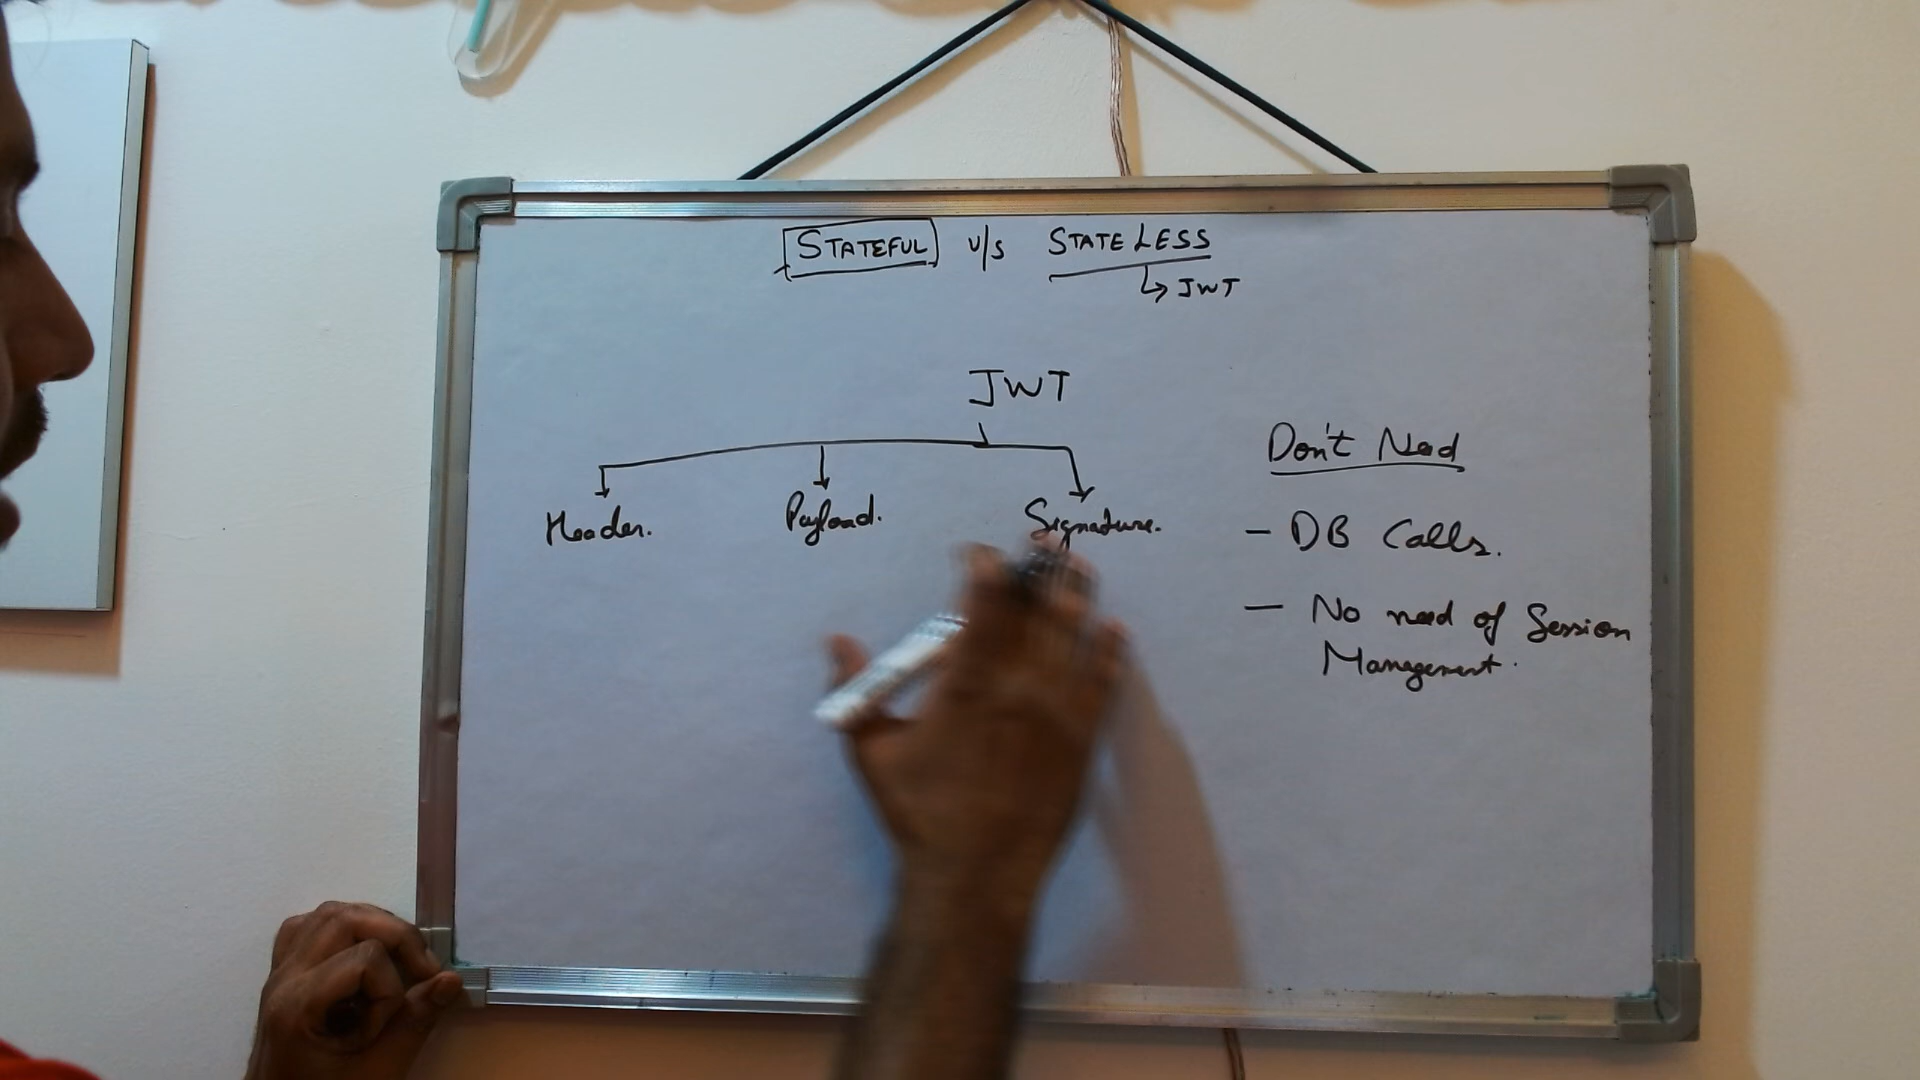 STATEFUL v/s STATELESS
↳ JWT
JWT
Header. Payload. Signature.
Don't Need
- DB Calls.
- No need of Session
Management.